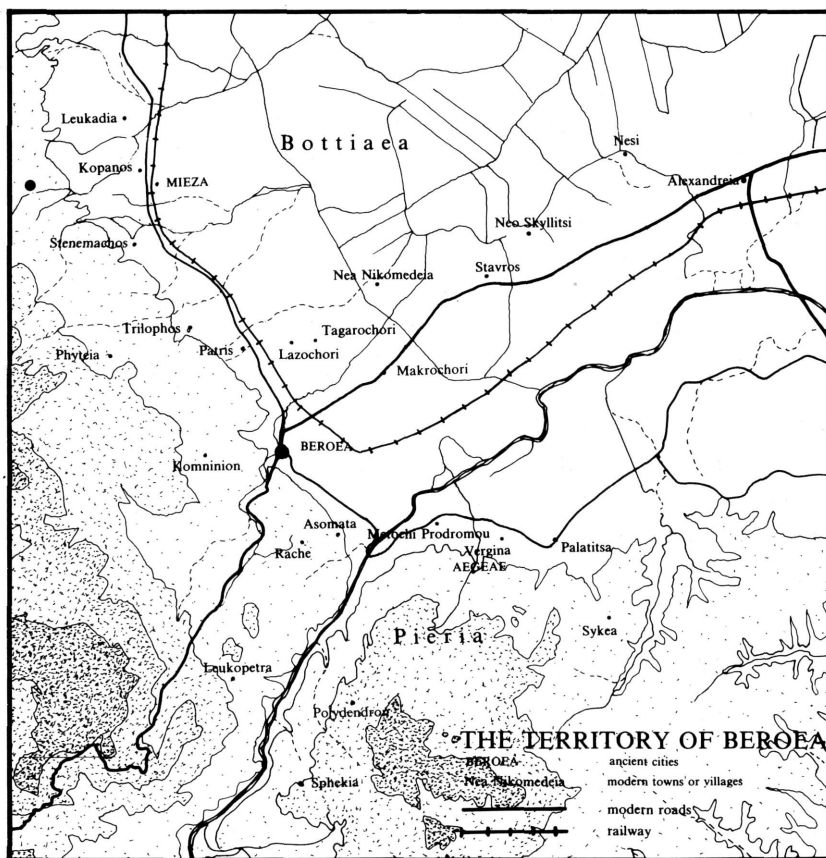 Leukadia
Bottiaea
Nesi
Kopanos
MIEZA
Alexandreia
Stenemachos
Neo Skyllitsi
Nea Nikomedeia
Stavros
Trilophos
Tagarochori
Phyteia
Patris
Lazochori
Makrochori
BEROEA
Komninion
Asomata
Metochi Prodromou
Rache
Vergina
Palatitsa
AEGEAE
Pieria
Sykea
Leukopetra
Polydendron
THE TERRITORY OF BEROEA
BEROEA ancient cities
Nea Nikomedeia modern towns or villages
Sphekia
modern roads
railway